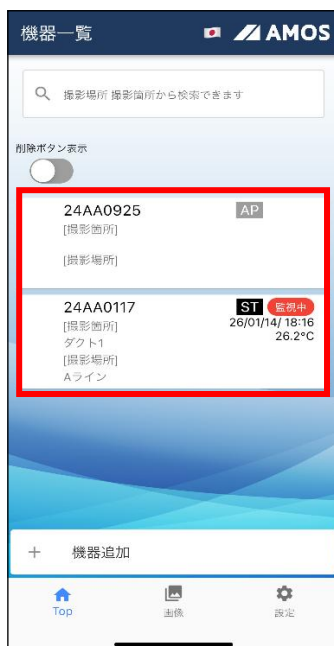 機器一覧
AMOS
撮影場所 撮影箇所から検索できます
削除ボタン表示
24AA0925 AP
[撮影箇所]
[撮影場所]
24AA0117 ST 監視中
[撮影箇所] 26/01/14/ 18:16
ダクト1 26.2°C
[撮影場所]
Aライン
+ 機器追加
Top 画像 設定